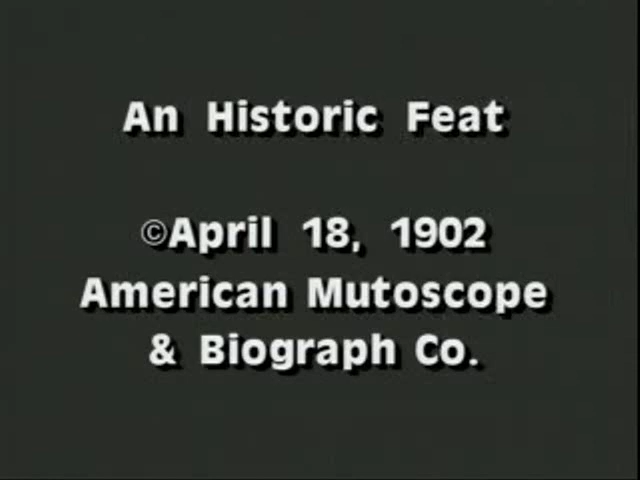 An Historic Feat
©April 18, 1902
American Mutoscope
& Biograph Co.